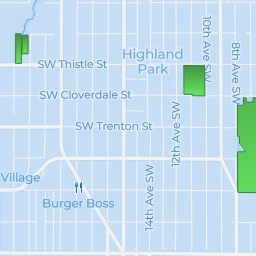 Highland
Park
SW Thistle St
SW Cloverdale St
SW Trenton St
Village
Burger Boss
14th Ave SW
12th Ave SW
10th Ave SW
8th Ave SW